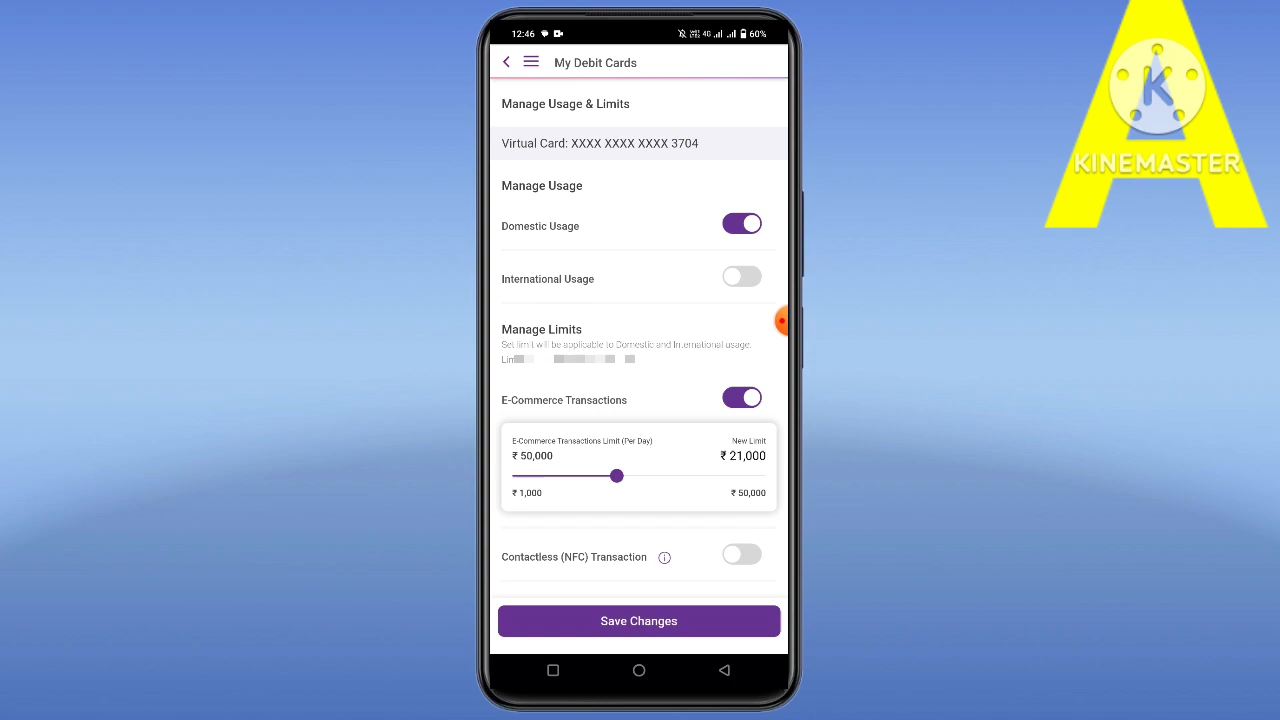 12:46
4G
60%
My Debit Cards
Manage Usage & Limits
Virtual Card: XXXX XXXX XXXX 3704
Manage Usage
Domestic Usage
International Usage
Manage Limits
Set limit will be applicable to Domestic and International usage.
E-Commerce Transactions
E-Commerce Transactions Limit (Per Day)
New Limit
₹ 50,000
₹ 21,000
₹ 1,000
₹ 50,000
Contactless (NFC) Transaction
Save Changes
A
K
KINEMASTER